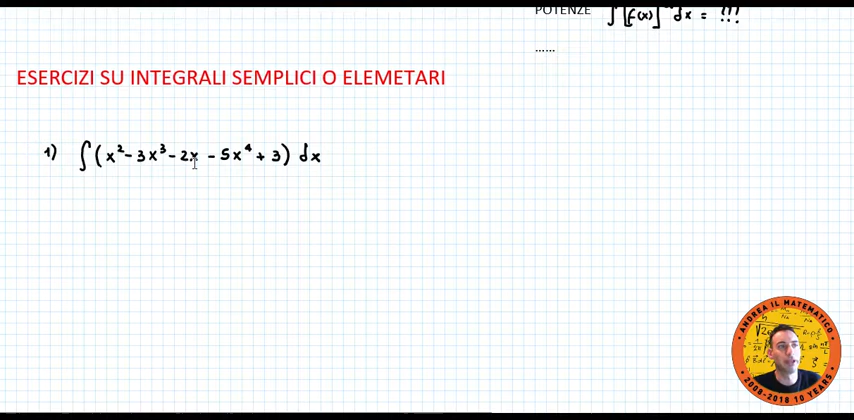 POTENZE ∫[f(x)] dx = !!!
......
ESERCIZI SU INTEGRALI SEMPLICI O ELEMETARI
1) ∫(x² - 3x³ - 2x - 5x⁴ + 3) dx
ANDREA IL MATEMATICO
• 2008-2018 10 YEARS •